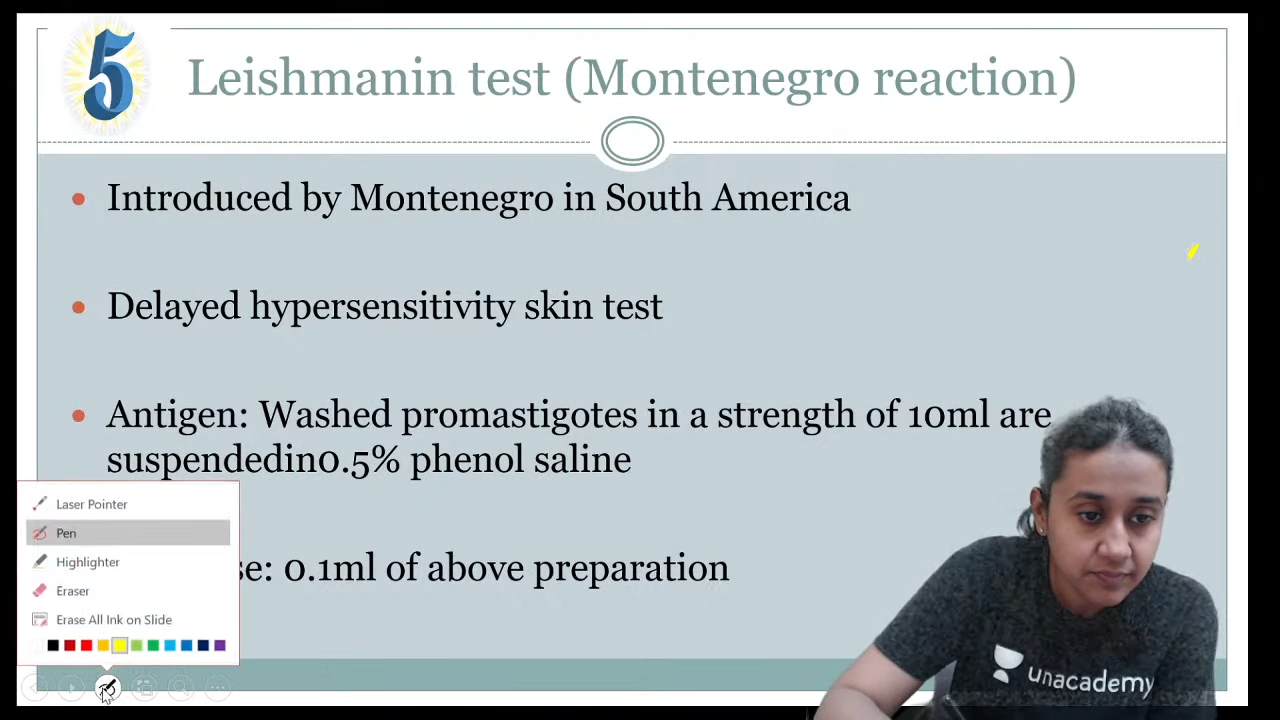 5
Leishmanin test (Montenegro reaction)
Introduced by Montenegro in South America
Delayed hypersensitivity skin test
Antigen: Washed promastigotes in a strength of 10ml are
suspendedin0.5% phenol saline
se: 0.1ml of above preparation
Laser Pointer
Pen
Highlighter
Eraser
Erase All Ink on Slide
unacademy